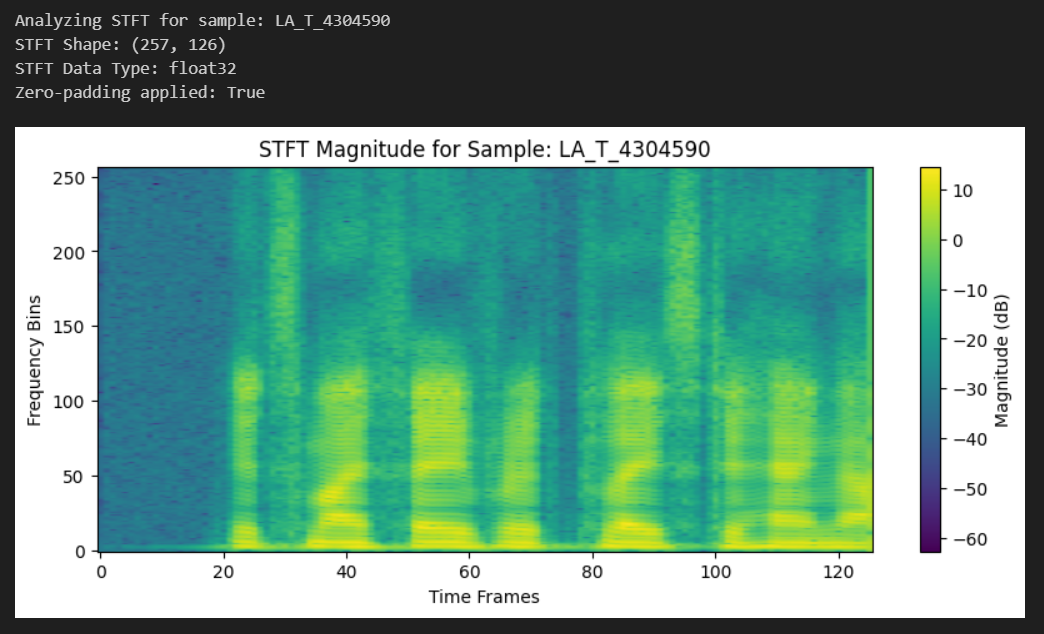 Analyzing STFT for sample: LA_T_4304590
STFT Shape: (257, 126)
STFT Data Type: float32
Zero-padding applied: True
STFT Magnitude for Sample: LA_T_4304590
250
200
150
100
50
0
Frequency Bins
0 20 40 60 80 100 120
Time Frames
10
0
−10
−20
−30
−40
−50
−60
Magnitude (dB)